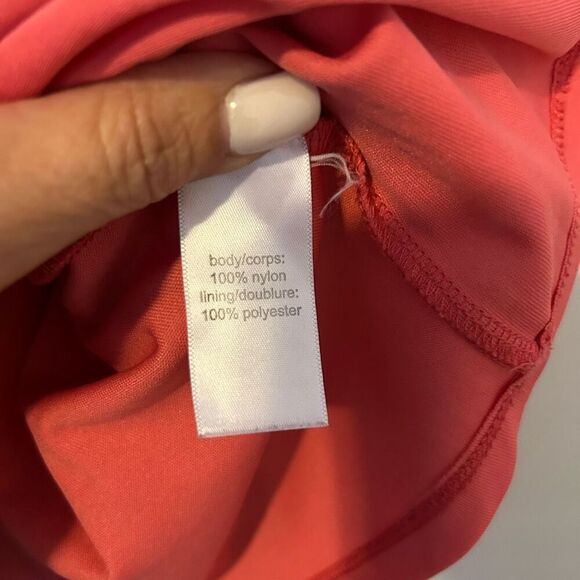 body/corps:
100% nylon
lining/doublure:
100% polyester